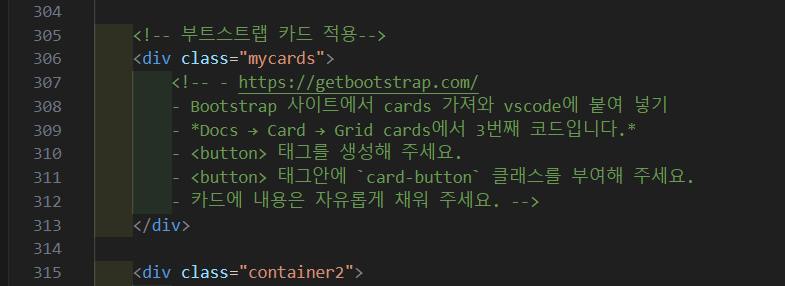 304
305 <!-- 부트스트랩 카드 적용-->
306 <div class="mycards">
307 <!-- - https://getbootstrap.com/
308 - Bootstrap 사이트에서 cards 가져와 vscode에 붙여 넣기
309 - *Docs → Card → Grid cards에서 3번째 코드입니다.*
310 - <button> 태그를 생성해 주세요.
311 - <button> 태그안에 `card-button` 클래스를 부여해 주세요.
312 - 카드에 내용은 자유롭게 채워 주세요. -->
313 </div>
314
315 <div class="container2">